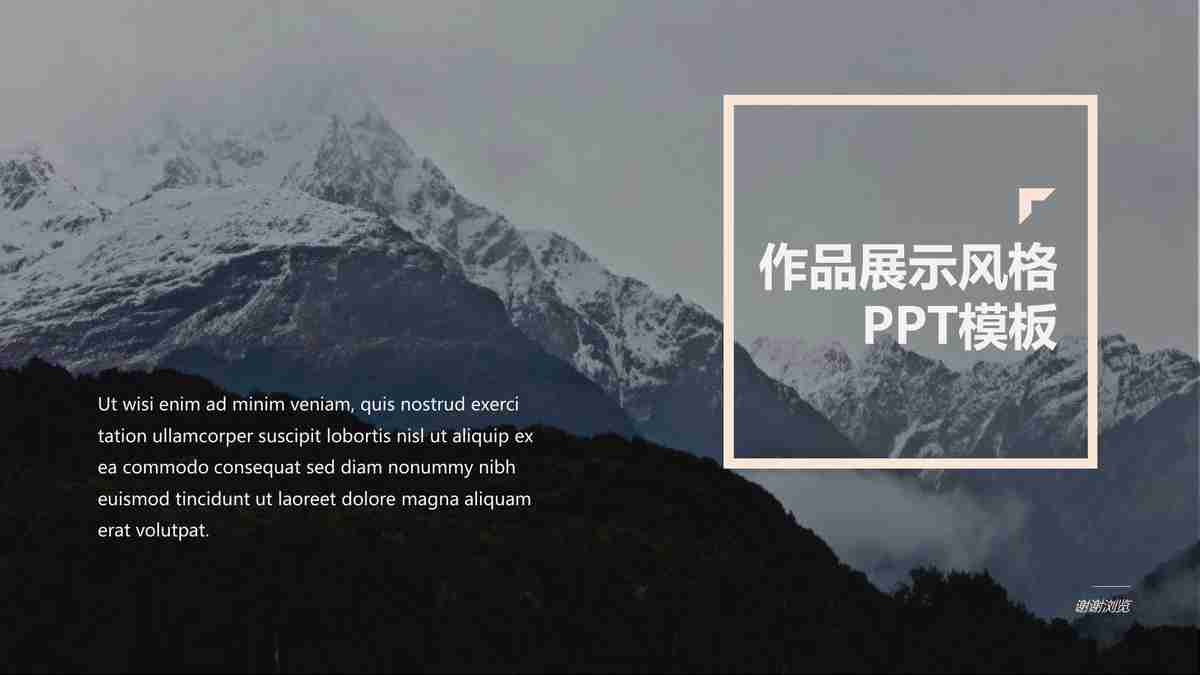 作品展示风格
PPT模板
Ut wisi enim ad minim veniam, quis nostrud exerci
tation ullamcorper suscipit lobortis nisl ut aliquip ex
ea commodo consequat sed diam nonummy nibh
euismod tincidunt ut laoreet dolore magna aliquam
erat volutpat.
谢谢浏览